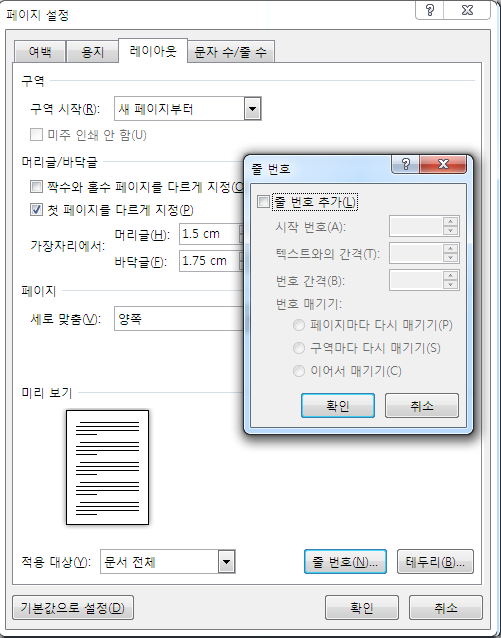 페이지 설정
여백
용지
레이아웃
문자 수/줄 수
구역
구역 시작(R):
새 페이지부터
미주 인쇄 안 함(U)
머리글/바닥글
짝수와 홀수 페이지를 다르게 지정(O
첫 페이지를 다르게 지정(P)
가장자리에서:
머리글(H):
1.5 cm
바닥글(F):
1.75 cm
페이지
세로 맞춤(V):
양쪽
미리 보기
적용 대상(Y):
문서 전체
줄 번호(N)...
테두리(B)...
기본값으로 설정(D)
확인
취소
줄 번호
줄 번호 추가(L)
시작 번호(A):
텍스트와의 간격(T):
번호 간격(B):
번호 매기기:
페이지마다 다시 매기기(P)
구역마다 다시 매기기(S)
이어서 매기기(C)
확인
취소